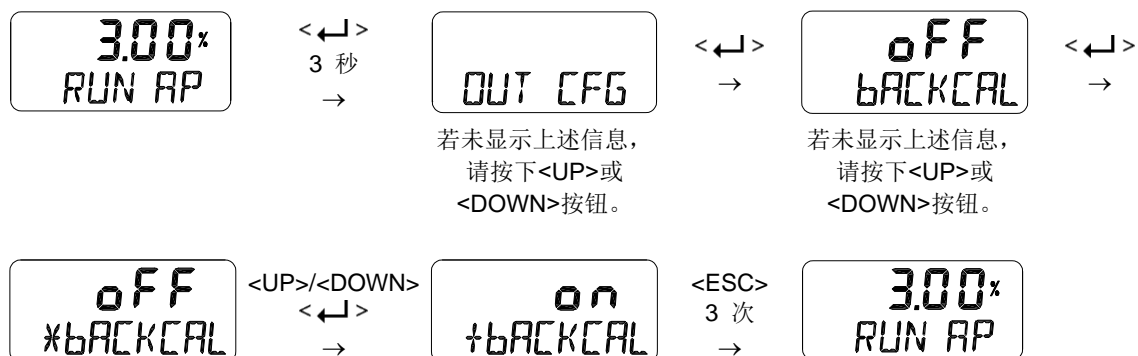 3.00%
RUN AP
<↵>
3 秒
→
OUT CFG
若未显示上述信息,
请按下<UP>或
<DOWN>按钮。
<↵>
→
oFF
bACKCAL
若未显示上述信息,
请按下<UP>或
<DOWN>按钮。
<↵>
→
oFF
*bACKCAL
<UP>/<DOWN>
<↵>
→
on
+bACKCAL
<ESC>
3 次
→
3.00%
RUN AP